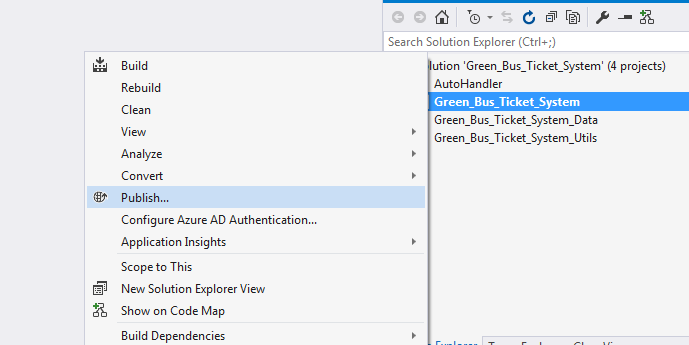 Search Solution Explorer (Ctrl+;)
lution 'Green_Bus_Ticket_System' (4 projects)
AutoHandler
Green_Bus_Ticket_System
Green_Bus_Ticket_System_Data
Green_Bus_Ticket_System_Utils
Build
Rebuild
Clean
View
Analyze
Convert
Publish...
Configure Azure AD Authentication...
Application Insights
Scope to This
New Solution Explorer View
Show on Code Map
Build Dependencies